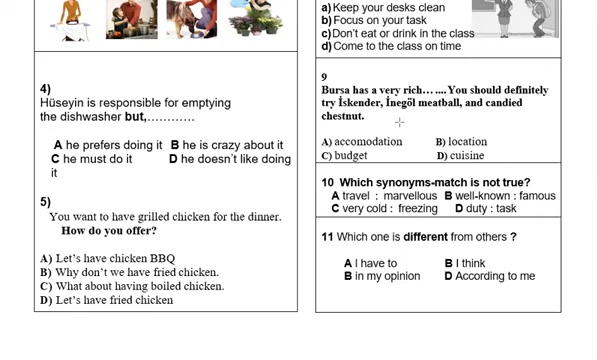 4)
Hüseyin is responsible for emptying
the dishwasher but,…………
A he prefers doing it B he is crazy about it
C he must do it D he doesn't like doing
it
5)
You want to have grilled chicken for the dinner.
How do you offer?
A) Let's have chicken BBQ
B) Why don't we have fried chicken.
C) What about having boiled chicken.
D) Let's have fried chicken
a) Keep your desks clean
b) Focus on your task
c) Don't eat or drink in the class
d) Come to the class on time
9
Bursa has a very rich… ….You should definitely
try İskender, İnegöl meatball, and candied
chestnut.
A) accomodation B) location
C) budget D) cuisine
10 Which synonyms-match is not true?
A travel : marvellous B well-known : famous
C very cold : freezing D duty : task
11 Which one is different from others ?
A I have to B I think
B in my opinion D According to me